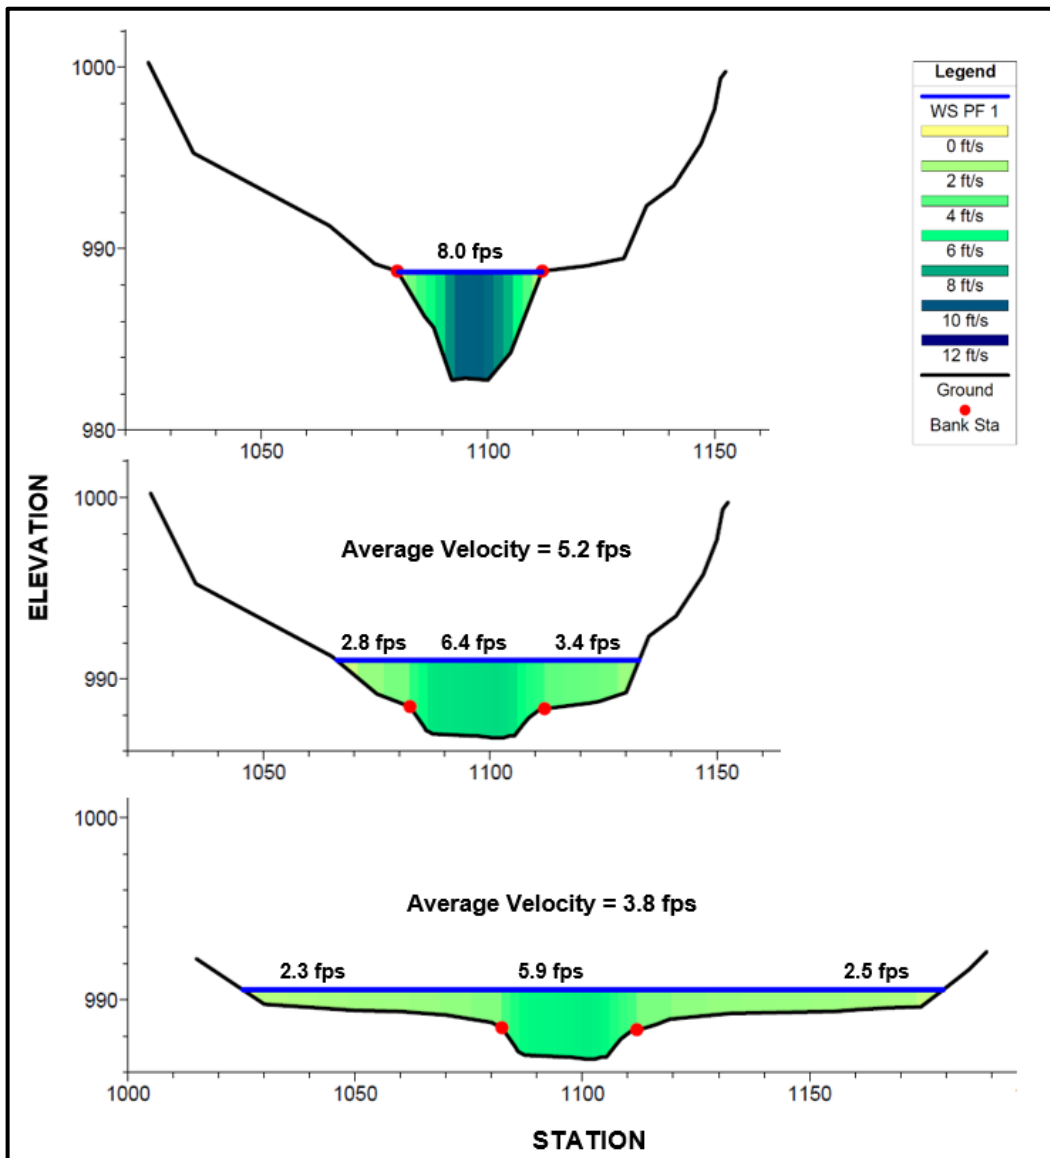 1000
990
980
8.0 fps
1050
1100
1150
Legend
WS PF 1
0 ft/s
2 ft/s
4 ft/s
6 ft/s
8 ft/s
10 ft/s
12 ft/s
Ground
Bank Sta
ELEVATION
1000
990
Average Velocity = 5.2 fps
2.8 fps 6.4 fps 3.4 fps
1050
1100
1150
1000
990
Average Velocity = 3.8 fps
2.3 fps 5.9 fps 2.5 fps
1000
1050
1100
1150
STATION